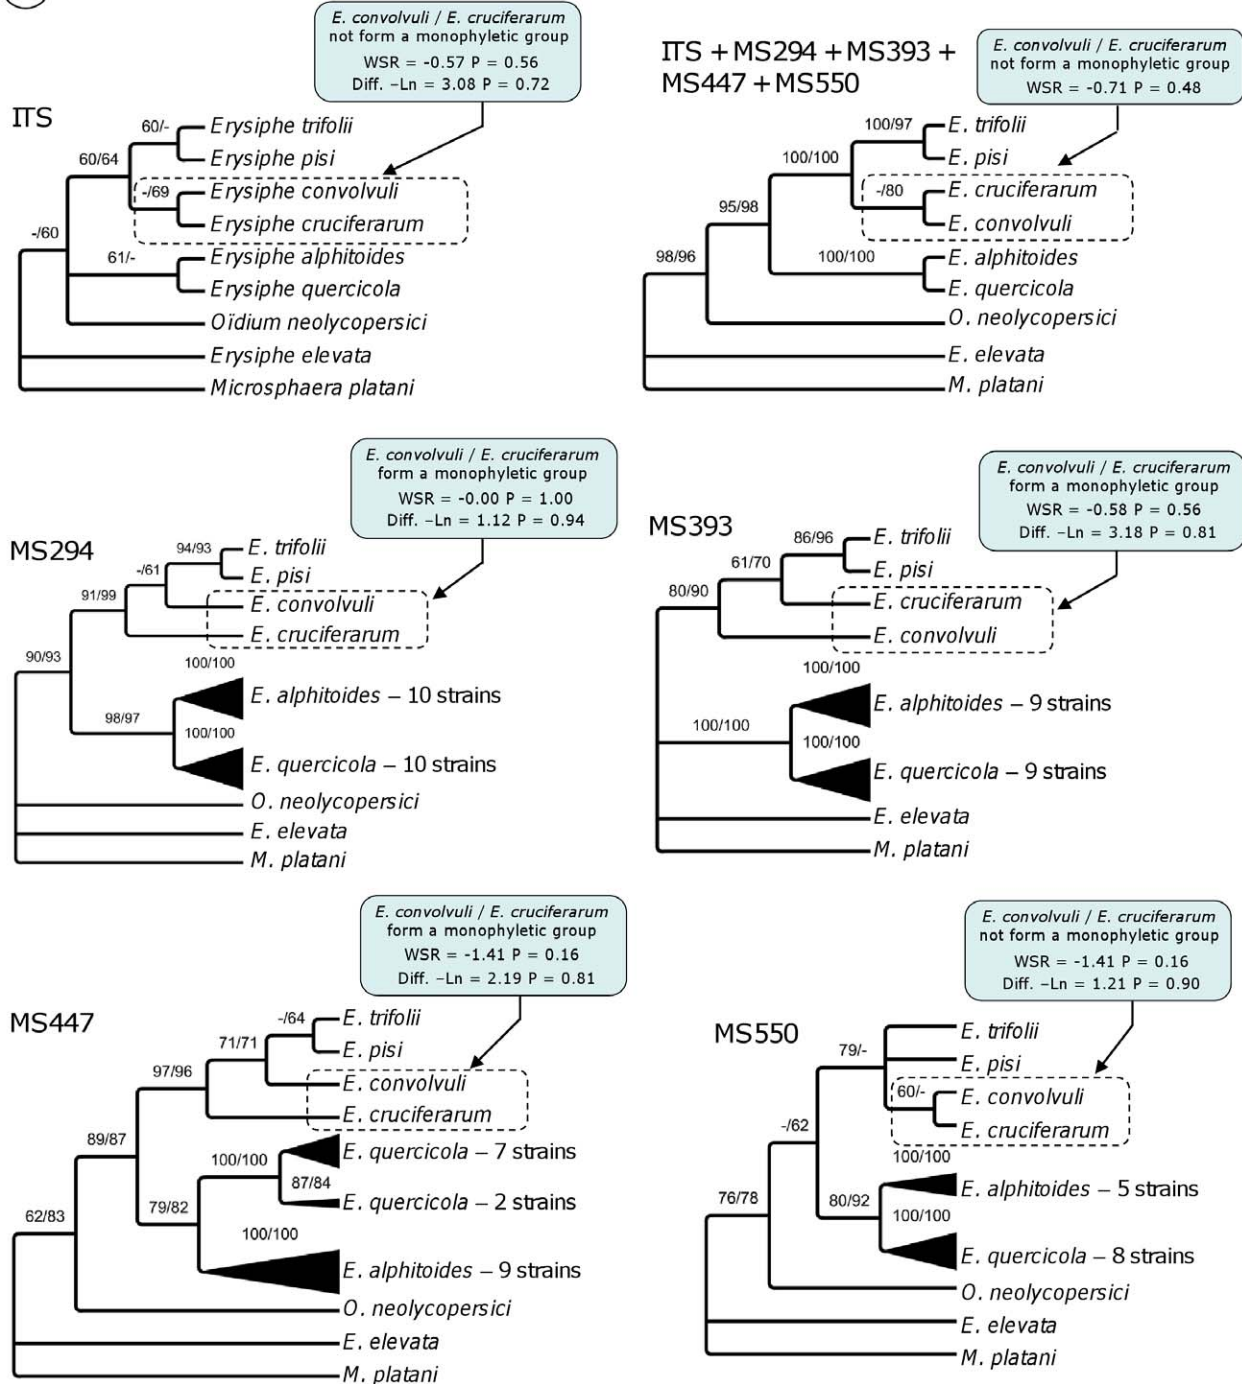 E. convolvuli / E. cruciferarum
not form a monophyletic group
WSR = -0.57 P = 0.56
Diff. –Ln = 3.08 P = 0.72
ITS
60/-
Erysiphe trifolii
60/64
Erysiphe pisi
-/69
Erysiphe convolvuli
Erysiphe cruciferarum
-/60
61/-
Erysiphe alphitoides
Erysiphe quercicola
Oïdium neolycopersici
Erysiphe elevata
Microsphaera platani
ITS + MS294 + MS393 +
MS447 + MS550
E. convolvuli / E. cruciferarum
not form a monophyletic group
WSR = -0.71 P = 0.48
100/97
E. trifolii
100/100
E. pisi
-/80
E. cruciferarum
95/98
E. convolvuli
98/96
100/100
E. alphitoides
E. quercicola
O. neolycopersici
E. elevata
M. platani
E. convolvuli / E. cruciferarum
form a monophyletic group
WSR = -0.00 P = 1.00
Diff. –Ln = 1.12 P = 0.94
MS294
94/93
E. trifolii
-/61
E. pisi
91/99
E. convolvuli
E. cruciferarum
90/93
100/100
E. alphitoides – 10 strains
98/97
100/100
E. quercicola – 10 strains
O. neolycopersici
E. elevata
M. platani
E. convolvuli / E. cruciferarum
form a monophyletic group
WSR = -0.58 P = 0.56
Diff. –Ln = 3.18 P = 0.81
MS393
86/96
E. trifolii
61/70
E. pisi
80/90
E. cruciferarum
E. convolvuli
100/100
E. alphitoides – 9 strains
100/100
100/100
E. quercicola – 9 strains
E. elevata
M. platani
E. convolvuli / E. cruciferarum
form a monophyletic group
WSR = -1.41 P = 0.16
Diff. –Ln = 2.19 P = 0.81
MS447
-/64
E. trifolii
71/71
E. pisi
97/96
E. convolvuli
E. cruciferarum
89/87
100/100
E. quercicola – 7 strains
87/84
E. quercicola – 2 strains
62/83
79/82
100/100
E. alphitoides – 9 strains
O. neolycopersici
E. elevata
M. platani
E. convolvuli / E. cruciferarum
not form a monophyletic group
WSR = -1.41 P = 0.16
Diff. –Ln = 1.21 P = 0.90
MS550
79/-
E. trifolii
E. pisi
60/-
E. convolvuli
-/62
E. cruciferarum
100/100
E. alphitoides – 5 strains
76/78
80/92
100/100
E. quercicola – 8 strains
O. neolycopersici
E. elevata
M. platani